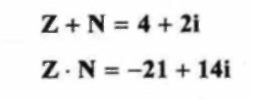 Z + N = 4 + 2i
Z · N = -21 + 14i